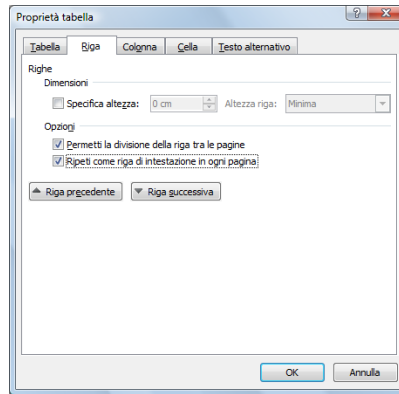 Proprietà tabella
Tabella Riga Colonna Cella Testo alternativo
Righe
Dimensioni
Specifica altezza: 0 cm Altezza riga: Minima
Opzioni
Permetti la divisione della riga tra le pagine
Ripeti come riga di intestazione in ogni pagina
Riga precedente Riga successiva
OK Annulla